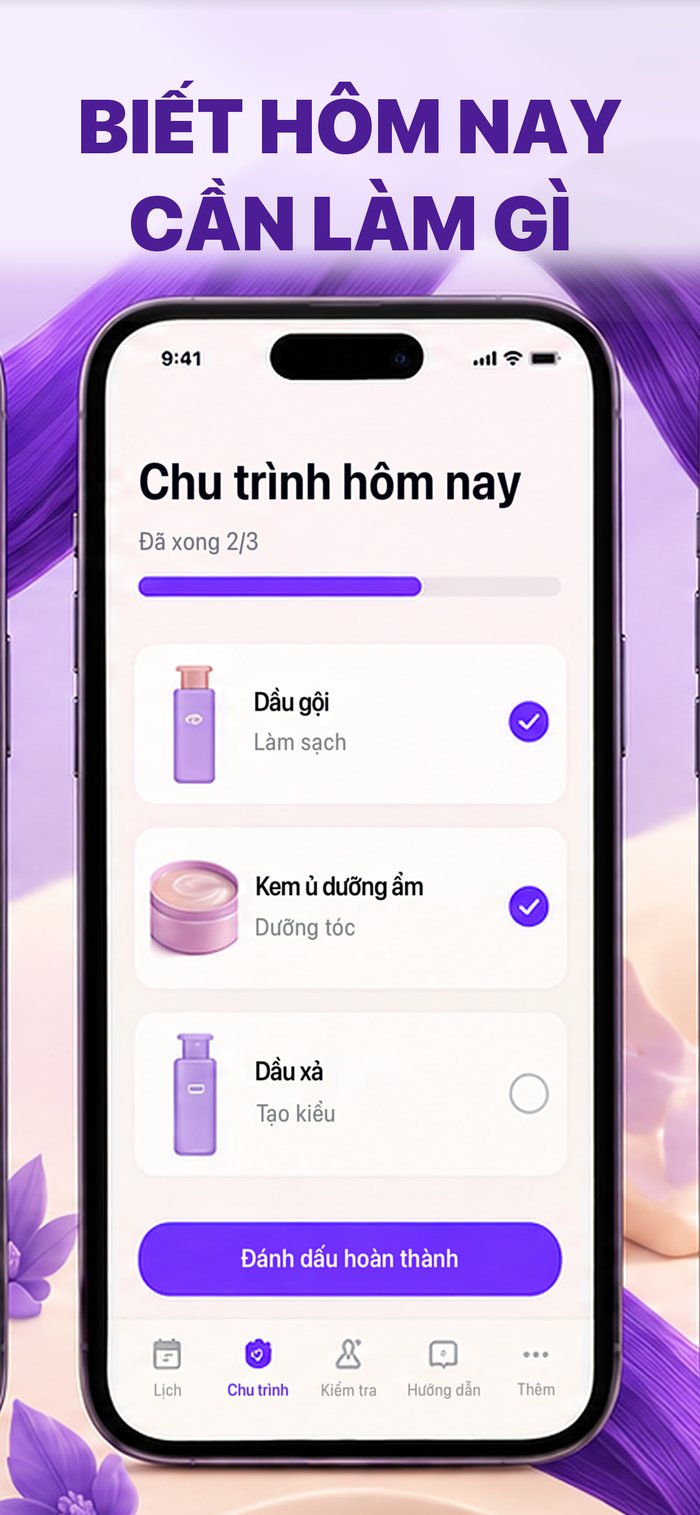 BIẾT HÔM NAY
CẦN LÀM GÌ
9:41
Chu trình hôm nay
Đã xong 2/3
Dầu gội
Làm sạch
Kem ủ dưỡng ẩm
Dưỡng tóc
Dầu xả
Tạo kiểu
Đánh dấu hoàn thành
Lịch
Chu trình
Kiểm tra
Hướng dẫn
Thêm